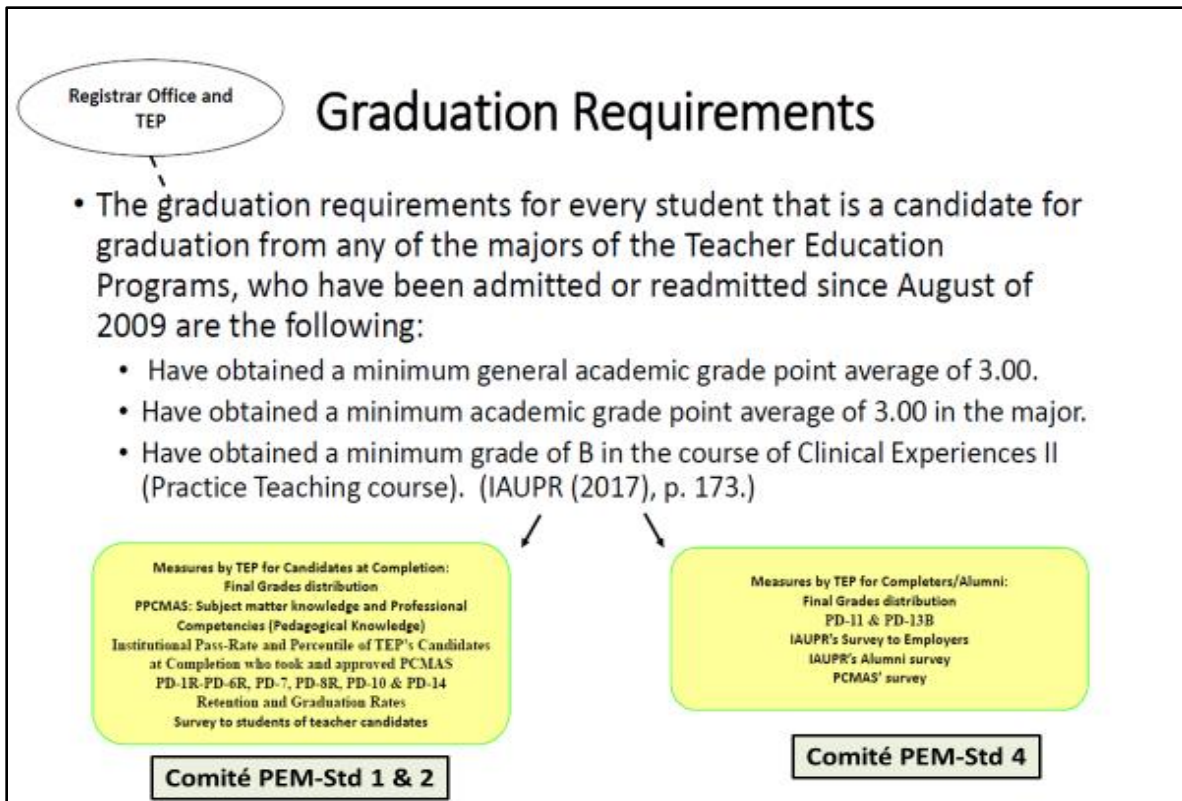 Registrar Office and
TEP
Graduation Requirements
• The graduation requirements for every student that is a candidate for
graduation from any of the majors of the Teacher Education
Programs, who have been admitted or readmitted since August of
2009 are the following:
• Have obtained a minimum general academic grade point average of 3.00.
• Have obtained a minimum academic grade point average of 3.00 in the major.
• Have obtained a minimum grade of B in the course of Clinical Experiences II
(Practice Teaching course). (IAUPR (2017), p. 173.)
Measures by TEP for Candidates at Completion:
Final Grades distribution
PPCMAS: Subject matter knowledge and Professional
Competencies (Pedagogical Knowledge)
Institutional Pass-Rate and Percentile of TEP's Candidates
at Completion who took and approved PCMAS
PD-1R-PD-6R, PD-7, PD-8R, PD-10 & PD-14
Retention and Graduation Rates
Survey to students of teacher candidates
Comité PEM-Std 1 & 2
Measures by TEP for Completers/Alumni:
Final Grades distribution
PD-11 & PD-13B
IAUPR's Survey to Employers
IAUPR's Alumni survey
PCMAS' survey
Comité PEM-Std 4